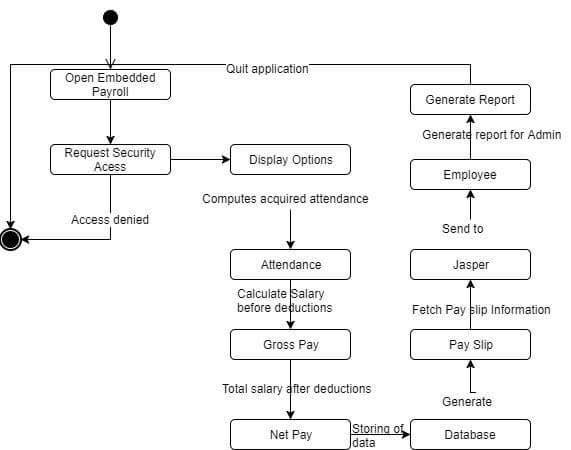 Quit application
Open Embedded
Payroll
Generate Report
Generate report for Admin
Request Security
Acess
Display Options
Employee
Computes acquired attendance
Access denied
Send to
Attendance
Jasper
Calculate Salary
before deductions
Fetch Pay slip Information
Gross Pay
Pay Slip
Total salary after deductions
Generate
Net Pay
Storing of
data
Database